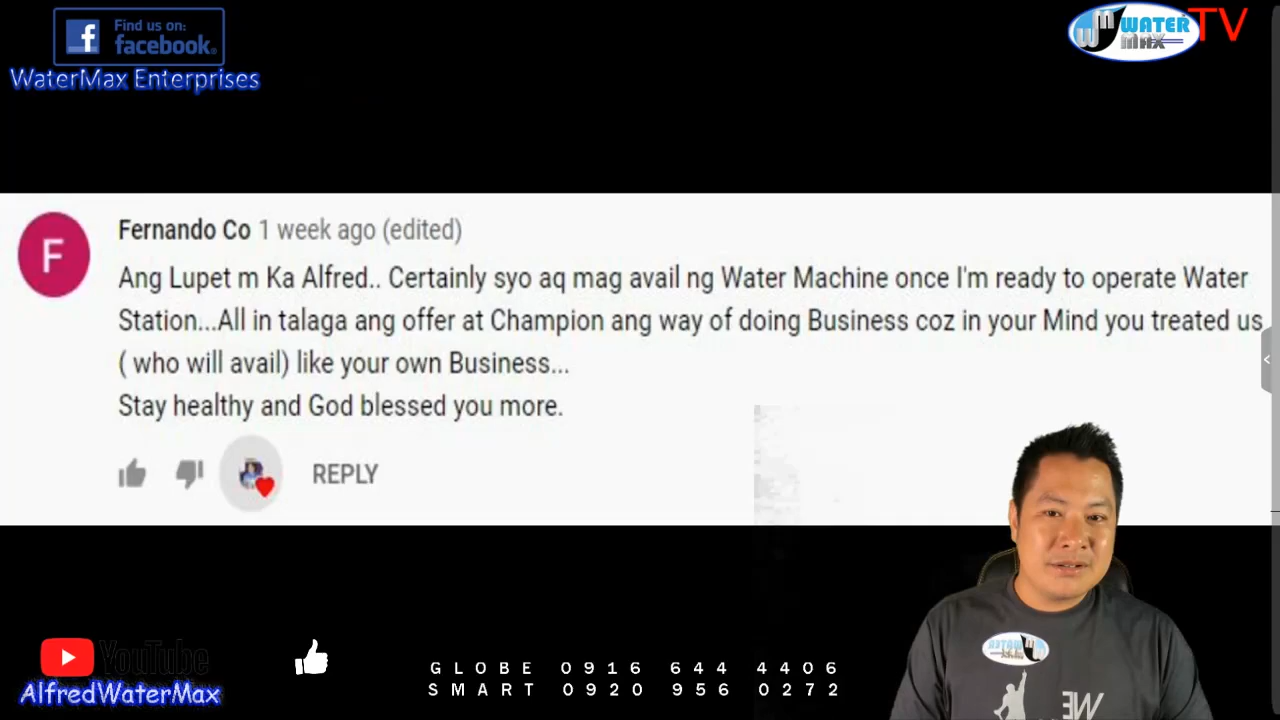 Find us on:
facebook®
WaterMax Enterprises
WATER
MAX
TV
F
Fernando Co 1 week ago (edited)
Ang Lupet m Ka Alfred.. Certainly syo aq mag avail ng Water Machine once I'm ready to operate Water
Station...All in talaga ang offer at Champion ang way of doing Business coz in your Mind you treated us
( who will avail) like your own Business...
Stay healthy and God blessed you more.
REPLY
YouTube
AlfredWaterMax
GLOBE 0916 644 4406
SMART 0920 956 0272
WATER
WE